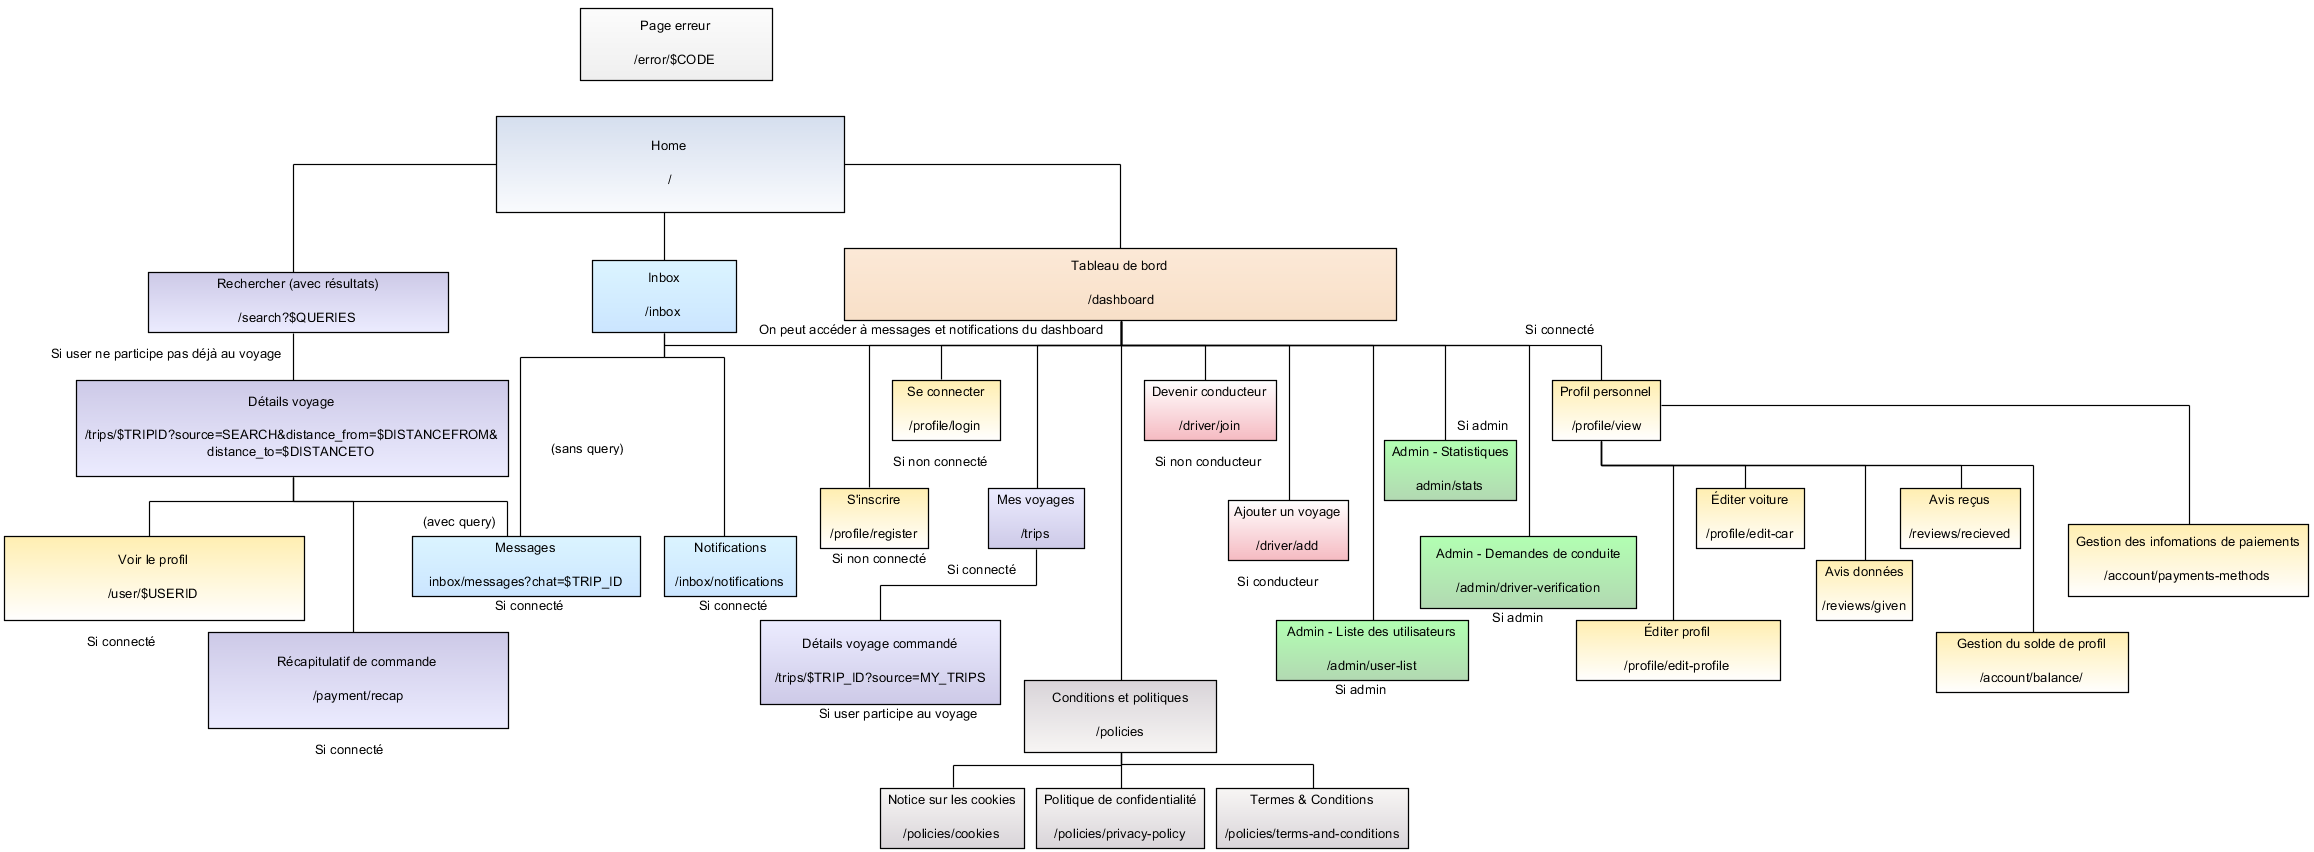 Page erreur
/error/$CODE
Home
/
Rechercher (avec résultats)
/search?$QUERIES
Inbox
/inbox
Tableau de bord
/dashboard
On peut accéder à messages et notifications du dashboard
Si connecté
Si user ne participe pas déjà au voyage
Détails voyage
/trips/$TRIPID?source=SEARCH&distance_from=$DISTANCEFROM&
distance_to=$DISTANCETO
(sans query)
(avec query)
Se connecter
/profile/login
Si non connecté
Devenir conducteur
/driver/join
Si non conducteur
Profil personnel
/profile/view
Si admin
Admin - Statistiques
admin/stats
S'inscrire
/profile/register
Si non connecté
Mes voyages
/trips
Si connecté
Ajouter un voyage
/driver/add
Si conducteur
Éditer voiture
/profile/edit-car
Avis reçus
/reviews/recieved
Gestion des infomations de paiements
/account/payments-methods
Voir le profil
/user/$USERID
Si connecté
Messages
inbox/messages?chat=$TRIP_ID
Si connecté
Notifications
/inbox/notifications
Si connecté
Admin - Demandes de conduite
/admin/driver-verification
Si admin
Avis données
/reviews/given
Récapitulatif de commande
/payment/recap
Si connecté
Détails voyage commandé
/trips/$TRIP_ID?source=MY_TRIPS
Si user participe au voyage
Admin - Liste des utilisateurs
/admin/user-list
Si admin
Éditer profil
/profile/edit-profile
Gestion du solde de profil
/account/balance/
Conditions et politiques
/policies
Notice sur les cookies
/policies/cookies
Politique de confidentialité
/policies/privacy-policy
Termes & Conditions
/policies/terms-and-conditions